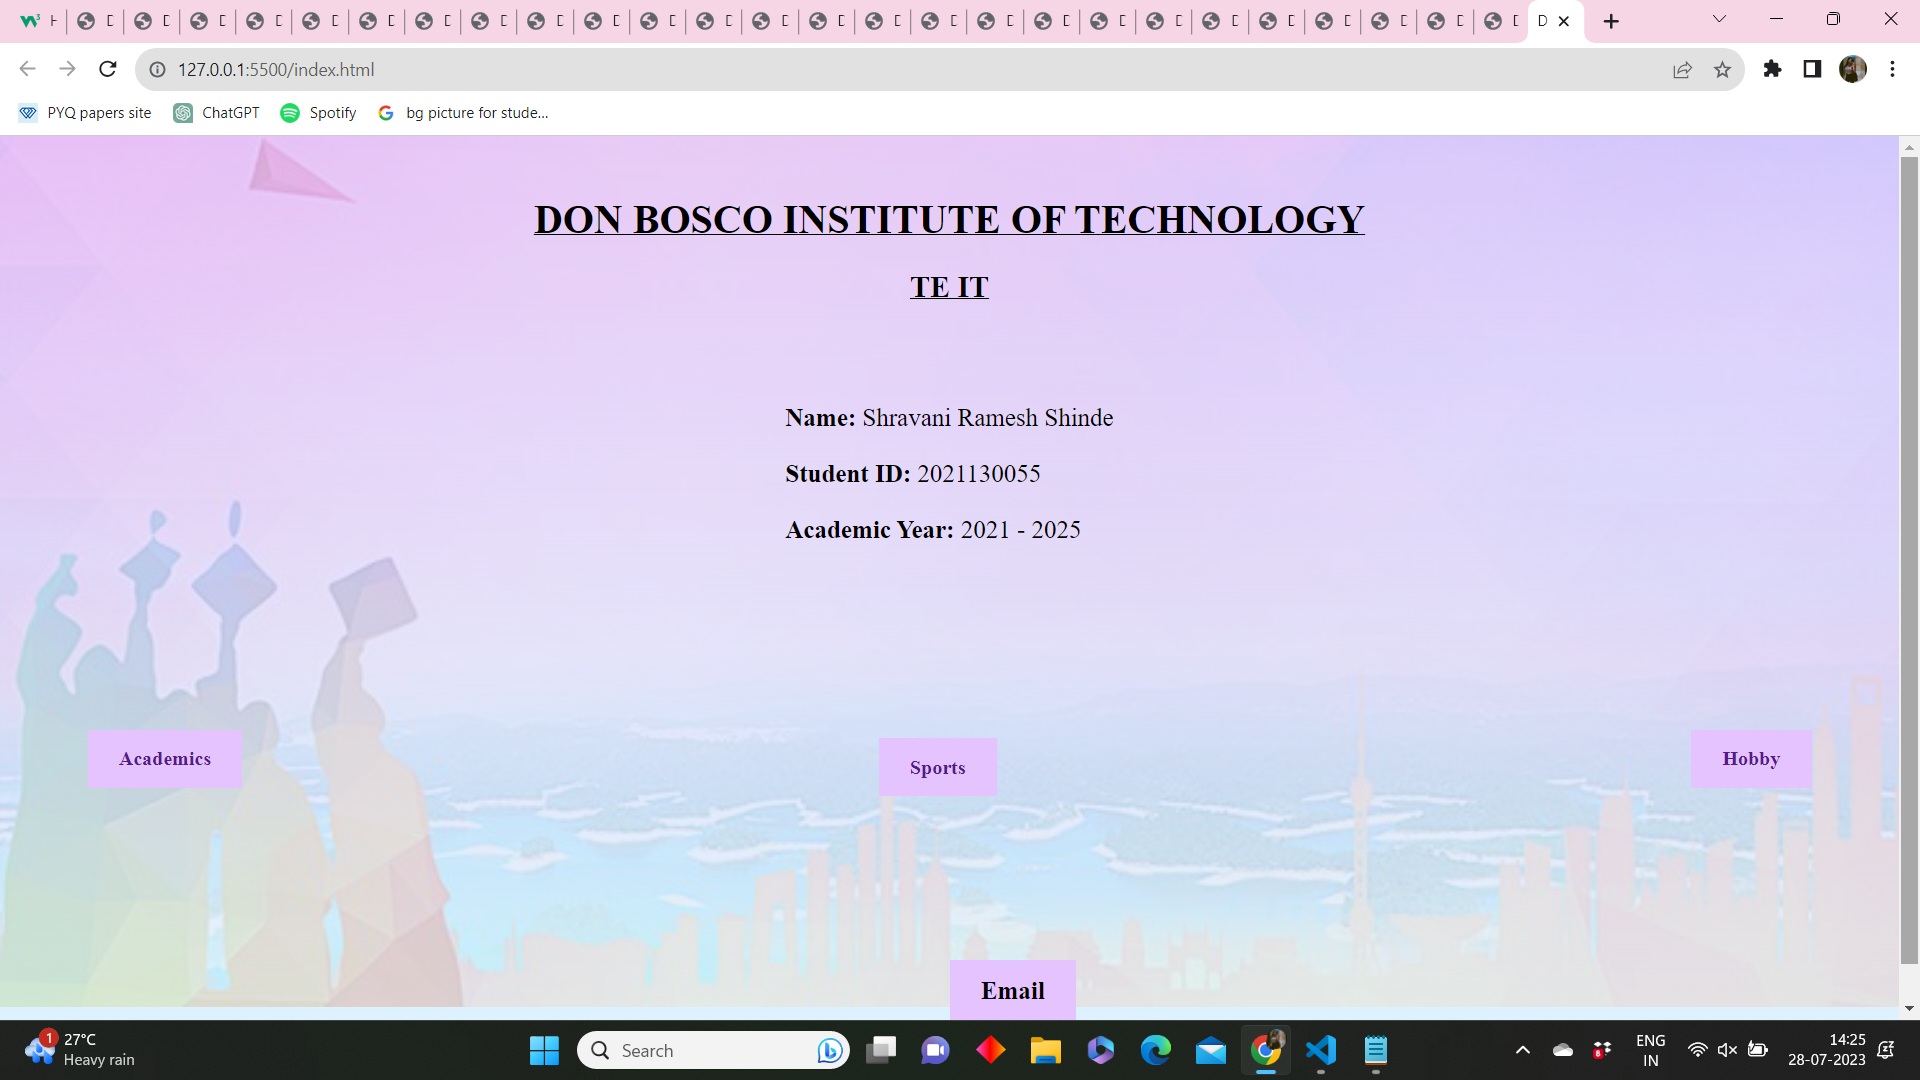 127.0.0.1:5500/index.html
PYQ papers site ChatGPT Spotify bg picture for stude...
DON BOSCO INSTITUTE OF TECHNOLOGY
TE IT
Name: Shravani Ramesh Shinde
Student ID: 2021130055
Academic Year: 2021 - 2025
Academics Sports Hobby
Email
1 27°C
Heavy rain
Search
8
ENG
IN
14:25
28-07-2023